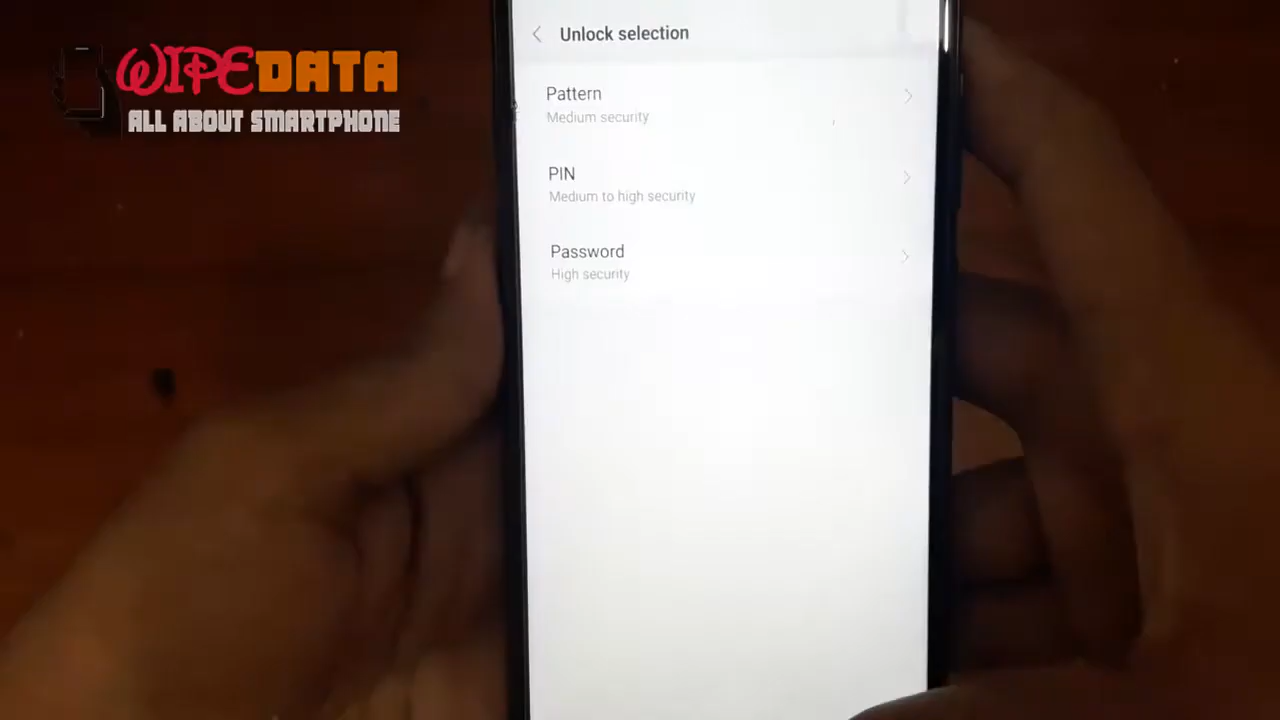 WIPEDATA
ALL ABOUT SMARTPHONE
Unlock selection
Pattern
Medium security
PIN
Medium to high security
Password
High security